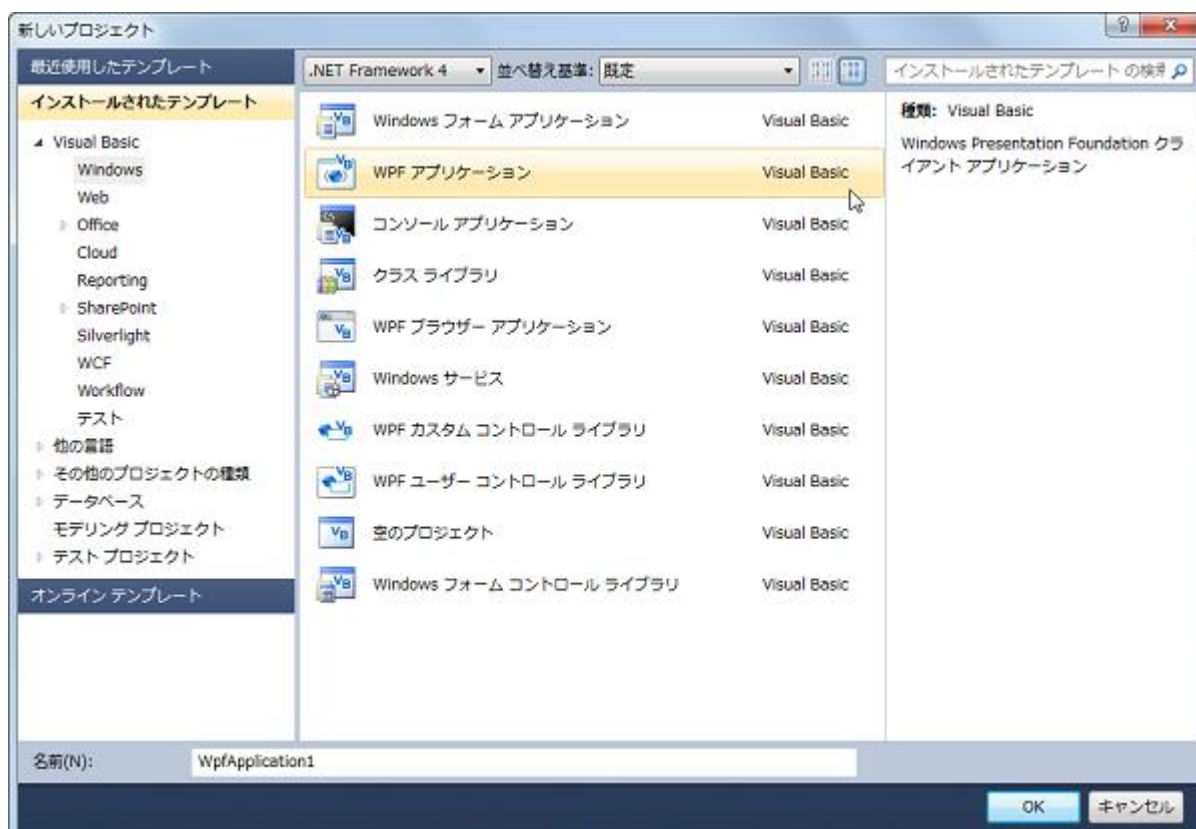 新しいプロジェクト
最近使用したテンプレート
.NET Framework 4 並べ替え基準: 既定
インストールされたテンプレート の検索
インストールされたテンプレート
Visual Basic
Windows
Web
Office
Cloud
Reporting
SharePoint
Silverlight
WCF
Workflow
テスト
他の言語
その他のプロジェクトの種類
データベース
モデリング プロジェクト
テスト プロジェクト
オンライン テンプレート
Windows フォーム アプリケーション Visual Basic
WPF アプリケーション Visual Basic
コンソール アプリケーション Visual Basic
クラス ライブラリ Visual Basic
WPF ブラウザー アプリケーション Visual Basic
Windows サービス Visual Basic
WPF カスタム コントロール ライブラリ Visual Basic
WPF ユーザー コントロール ライブラリ Visual Basic
空のプロジェクト Visual Basic
Windows フォーム コントロール ライブラリ Visual Basic
種類: Visual Basic
Windows Presentation Foundation クラ
イアント アプリケーション
名前(N): WpfApplication1
OK キャンセル